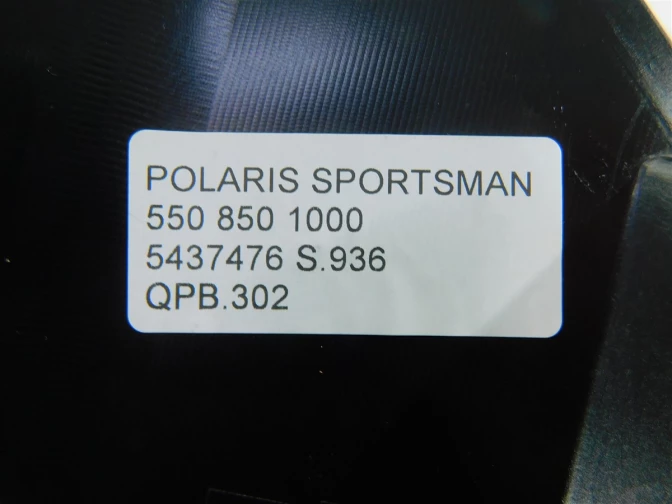 POLARIS SPORTSMAN
550 850 1000
5437476 S.936
QPB.302